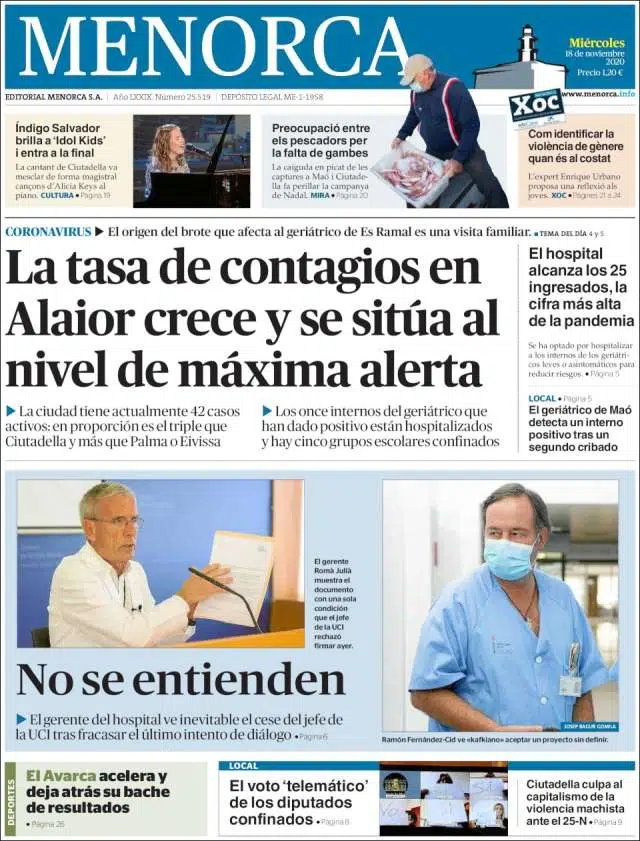 MENORCA
Miércoles
18 de noviembre
2020
Precio 1,20 €
EDITORIAL MENORCA S.A. | Año LXXIX. Número 25.519 | DEPÓSITO LEGAL ME-1-1958
www.menorca.info
Xoc
Índigo Salvador
brilla a ‘Idol Kids’
i entra a la final
La cantant de Ciutadella va
mesclar de forma magistral
cançons d’Alicia Keys al
piano. CULTURA • Pàgina 19
Preocupació entre
els pescadors per
la falta de gambes
La caiguda en picat de les
captures a Maó i Ciutadella
fa perillar la campanya
de Nadal. MIRA • Pàgina 20
Com identificar la
violència de gènere
quan és al costat
L’expert Enrique Urbano
proposa una reflexió als
joves. XOC • Pàgines 21 a 24
CORONAVIRUS ▶ El origen del brote que afecta al geriátrico de Es Ramal es una visita familiar. ■ TEMA DEL DÍA 4 y 5
La tasa de contagios en
Alaior crece y se sitúa al
nivel de máxima alerta
▶ La ciudad tiene actualmente 42 casos
activos: en proporción es el triple que
Ciutadella y más que Palma o Eivissa
▶ Los once internos del geriátrico que
han dado positivo están hospitalizados
y hay cinco grupos escolares confinados
El hospital
alcanza los 25
ingresados, la
cifra más alta
de la pandemia
Se ha optado por hospitalizar
a los internos de los geriátricos
leves o asintomáticos para
reducir riesgos. • Página 5
LOCAL • Página 5
El geriátrico de Maó
detecta un interno
positivo tras un
segundo cribado
El gerente
Romà Julià
muestra el
documento
con una sola
condición
que el jefe
de la UCI
rechazó
firmar ayer.
No se entienden
▶ El gerente del hospital ve inevitable el cese del jefe de
la UCI tras fracasar el último intento de diálogo • Página 6
JOSEP BAGUR GOMILA
Ramón Fernández-Cid ve «kafkiano» aceptar un proyecto sin definir.
DEPORTES
El Avarca acelera y
deja atrás su bache
de resultados
• Página 26
LOCAL
El voto ‘telemático’
de los diputados
confinados • Página 8
Ciutadella culpa al
capitalismo de la
violencia machista
ante el 25-N • Página 9